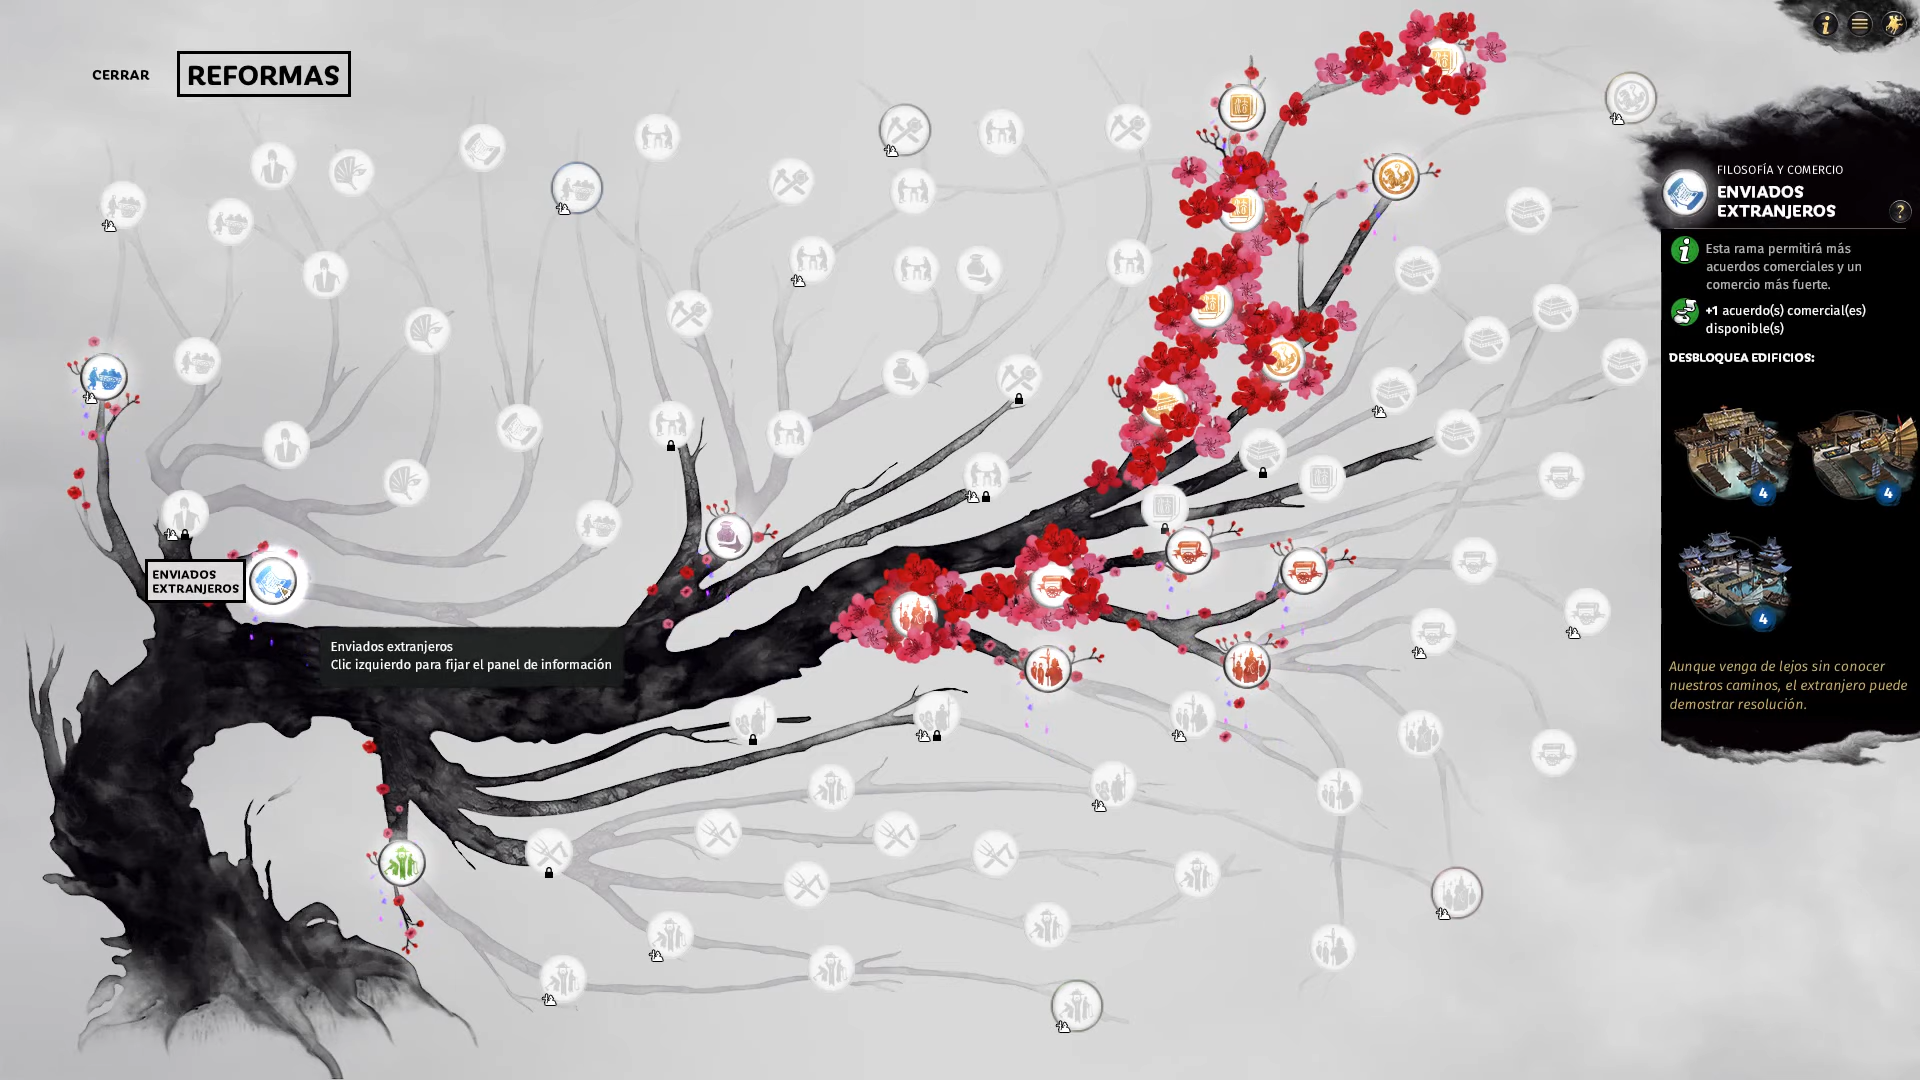 CERRAR
REFORMAS
ENVIADOS
EXTRANJEROS
Enviados extranjeros
Clic izquierdo para fijar el panel de información
FILOSOFÍA Y COMERCIO
ENVIADOS
EXTRANJEROS
?
Esta rama permitirá más
acuerdos comerciales y un
comercio más fuerte.
+1 acuerdo(s) comercial(es)
disponible(s)
DESBLOQUEA EDIFICIOS:
4
4
4
Aunque venga de lejos sin conocer
nuestros caminos, el extranjero puede
demostrar resolución.